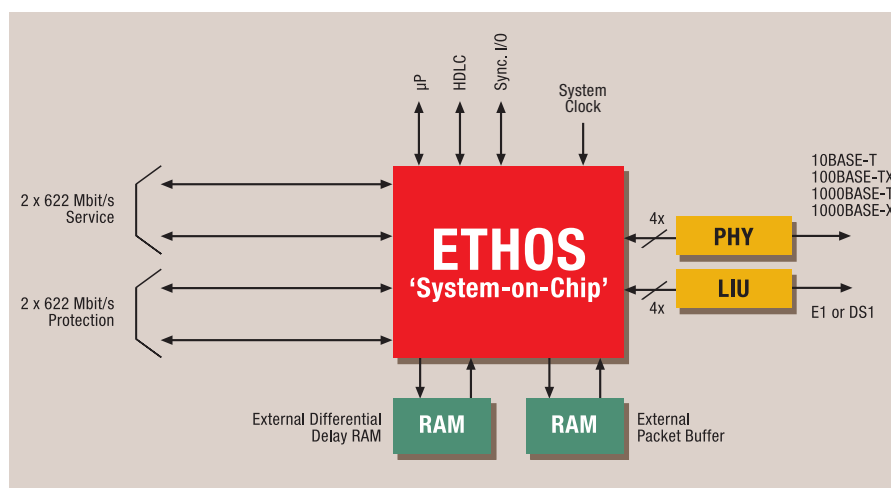 µP
HDLC
Sync. I/O
System
Clock
2 x 622 Mbit/s
Service
2 x 622 Mbit/s
Protection
ETHOS
‘System-on-Chip’
4x
PHY
10BASE-T
100BASE-TX
1000BASE-T
1000BASE-X
4x
LIU
E1 or DS1
External Differential
Delay RAM
RAM
RAM
External
Packet Buffer